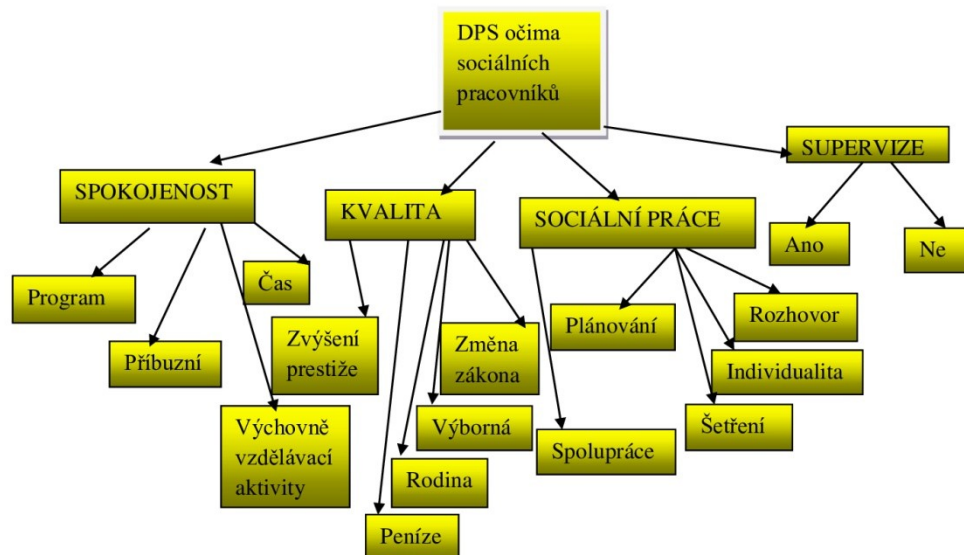 DPS očima
sociálních
pracovníků
SUPERVIZE
SPOKOJENOST
KVALITA
SOCIÁLNÍ PRÁCE
Ano
Ne
Čas
Program
Rozhovor
Plánování
Zvýšení
prestiže
Změna
zákona
Příbuzní
Individualita
Výborná
Šetření
Výchovně
vzdělávací
aktivity
Spolupráce
Rodina
Peníze